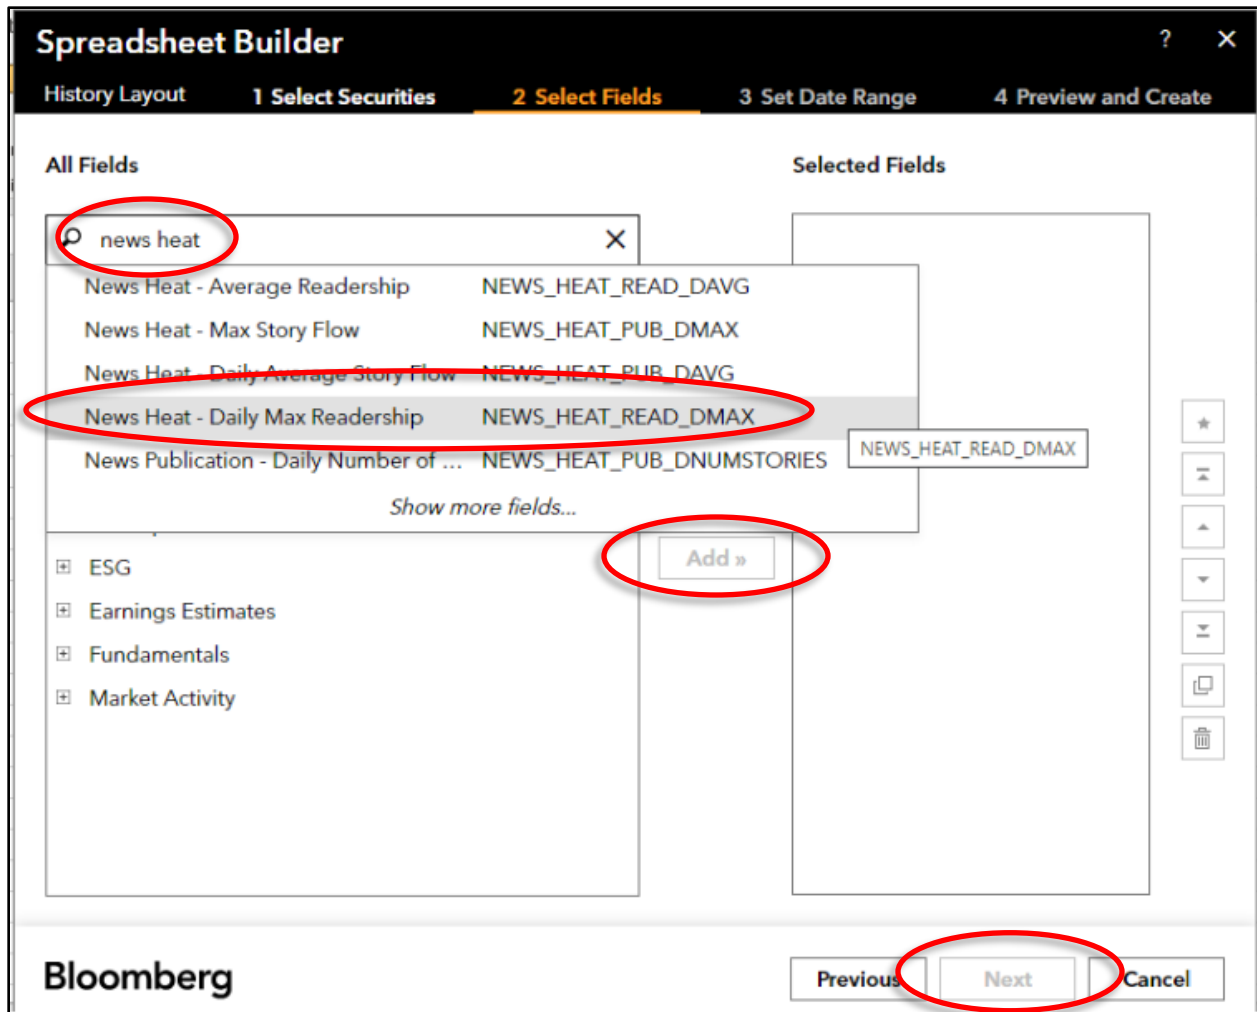 Spreadsheet Builder ? ×
History Layout 1 Select Securities 2 Select Fields 3 Set Date Range 4 Preview and Create
All Fields Selected Fields
news heat
News Heat - Average Readership NEWS_HEAT_READ_DAVG
News Heat - Max Story Flow NEWS_HEAT_PUB_DMAX
News Heat - Daily Average Story Flow NEWS_HEAT_PUB_DAVG
News Heat - Daily Max Readership NEWS_HEAT_READ_DMAX
NEWS_HEAT_READ_DMAX
News Publication - Daily Number of ... NEWS_HEAT_PUB_DNUMSTORIES
Show more fields...
Add »
ESG
Earnings Estimates
Fundamentals
Market Activity
Bloomberg Previous Next Cancel